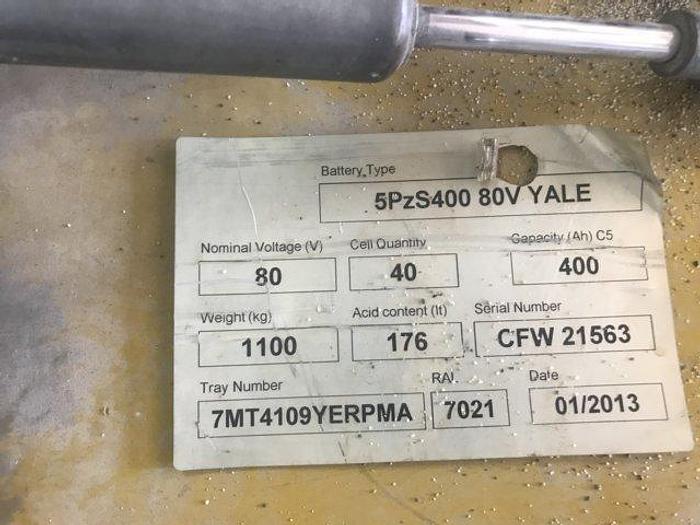 Battery Type
5PzS400 80V YALE
Nominal Voltage (V) Cell Quantity Capacity (Ah) C5
80 40 400
Weight (kg) Acid content (lt) Serial Number
1100 176 CFW 21563
Tray Number RAL Date
7MT4109YERPMA 7021 01/2013